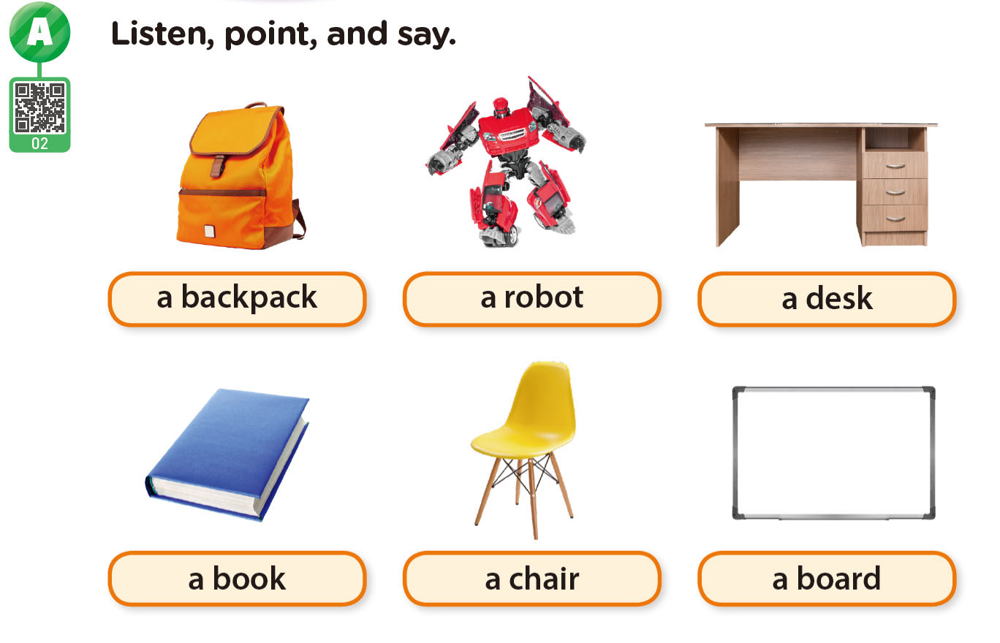 A
Listen, point, and say.
02
a backpack
a robot
a desk
a book
a chair
a board